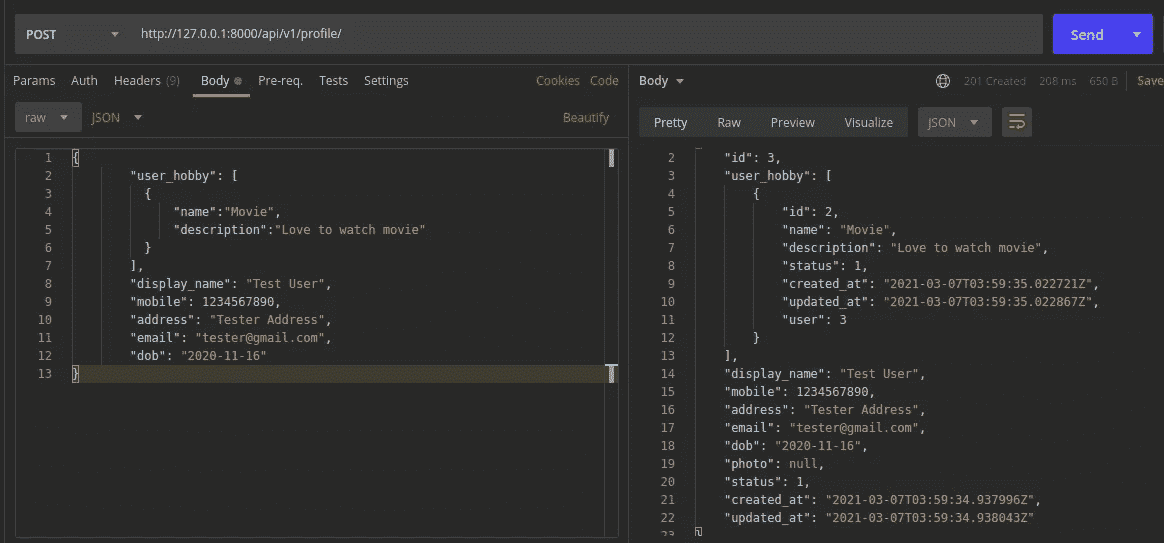 POST http://127.0.0.1:8000/api/v1/profile/ Send
Params Auth Headers (9) Body Pre-req. Tests Settings Cookies Code
raw JSON Beautify
1 {
2 "user_hobby": [
3 {
4 "name":"Movie",
5 "description":"Love to watch movie"
6 }
7 ],
8 "display_name": "Test User",
9 "mobile": 1234567890,
10 "address": "Tester Address",
11 "email": "tester@gmail.com",
12 "dob": "2020-11-16"
13 }
Body 201 Created 208 ms 650 B Save
Pretty Raw Preview Visualize JSON
2 "id": 3,
3 "user_hobby": [
4 {
5 "id": 2,
6 "name": "Movie",
7 "description": "Love to watch movie",
8 "status": 1,
9 "created_at": "2021-03-07T03:59:35.022721Z",
10 "updated_at": "2021-03-07T03:59:35.022867Z",
11 "user": 3
12 }
13 ],
14 "display_name": "Test User",
15 "mobile": 1234567890,
16 "address": "Tester Address",
17 "email": "tester@gmail.com",
18 "dob": "2020-11-16",
19 "photo": null,
20 "status": 1,
21 "created_at": "2021-03-07T03:59:34.937996Z",
22 "updated_at": "2021-03-07T03:59:34.938043Z"
23 }